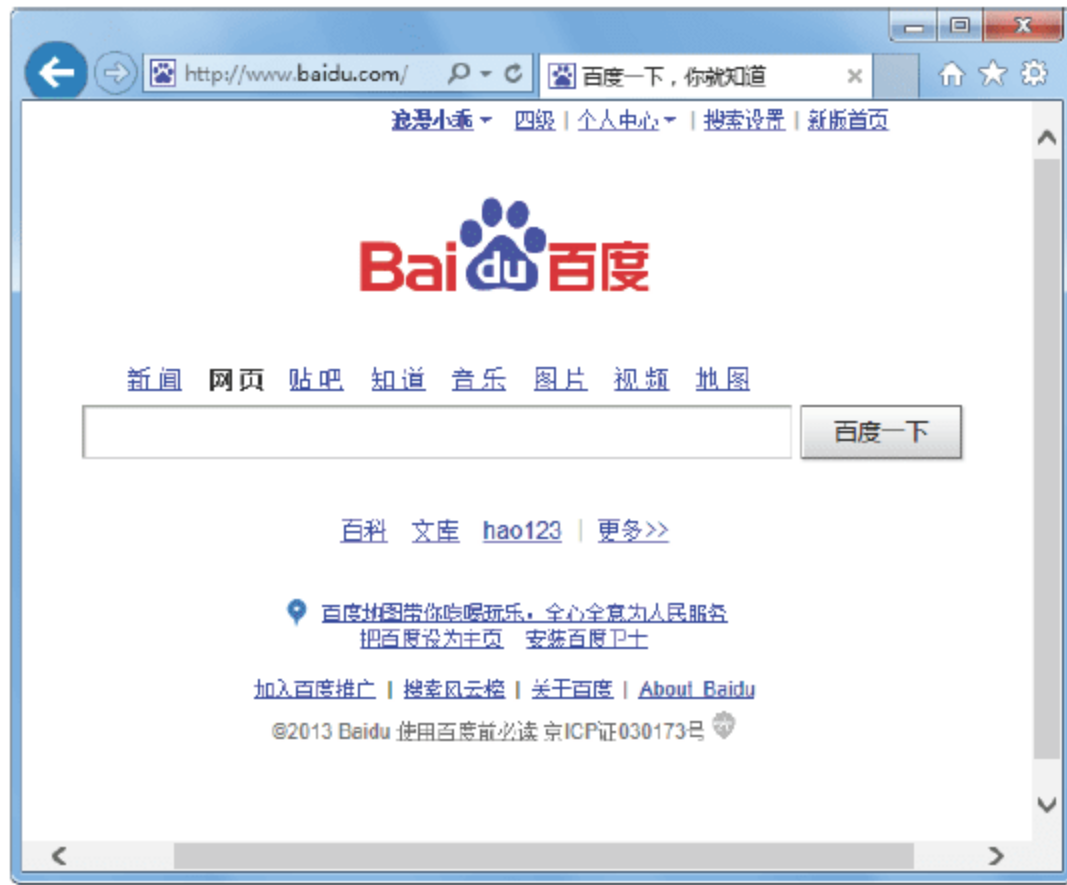 http://www.baidu.com/ 百度一下，你就知道
浪漫小乖 四级 | 个人中心 | 搜索设置 | 新版首页
Bai du 百度
新闻 网页 贴吧 知道 音乐 图片 视频 地图
百度一下
百科 文库 hao123 | 更多>>
百度地图带你吃喝玩乐，全心全意为人民服务
把百度设为主页 安装百度卫士
加入百度推广 | 搜索风云榜 | 关于百度 | About Baidu
©2013 Baidu 使用百度前必读 京ICP证030173号